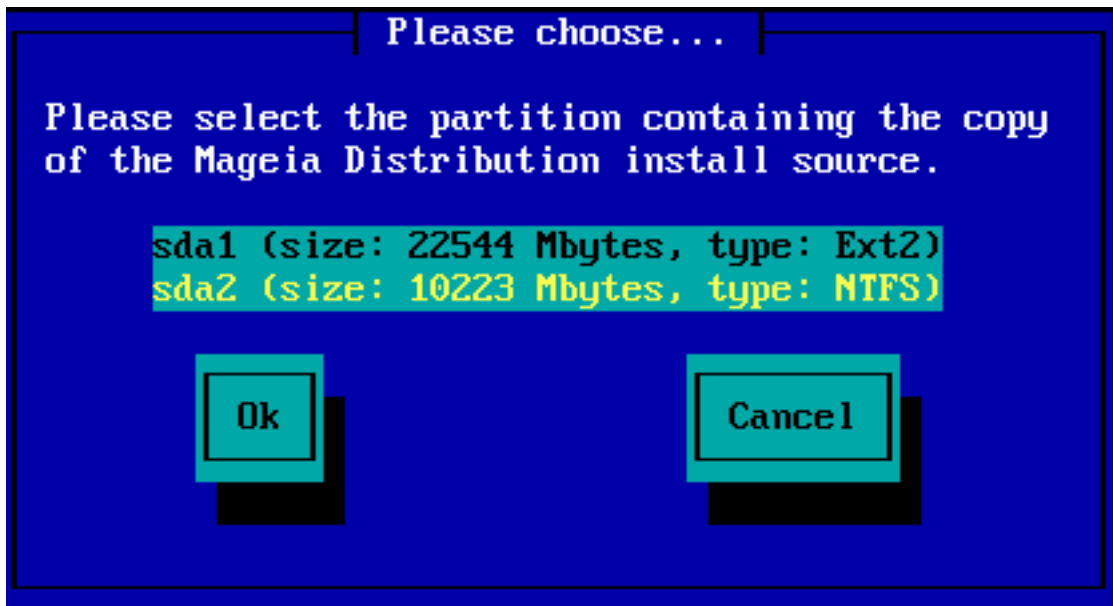 Please choose...
Please select the partition containing the copy
of the Mageia Distribution install source.
sda1 (size: 22544 Mbytes, type: Ext2)
sda2 (size: 10223 Mbytes, type: NTFS)
Ok
Cancel